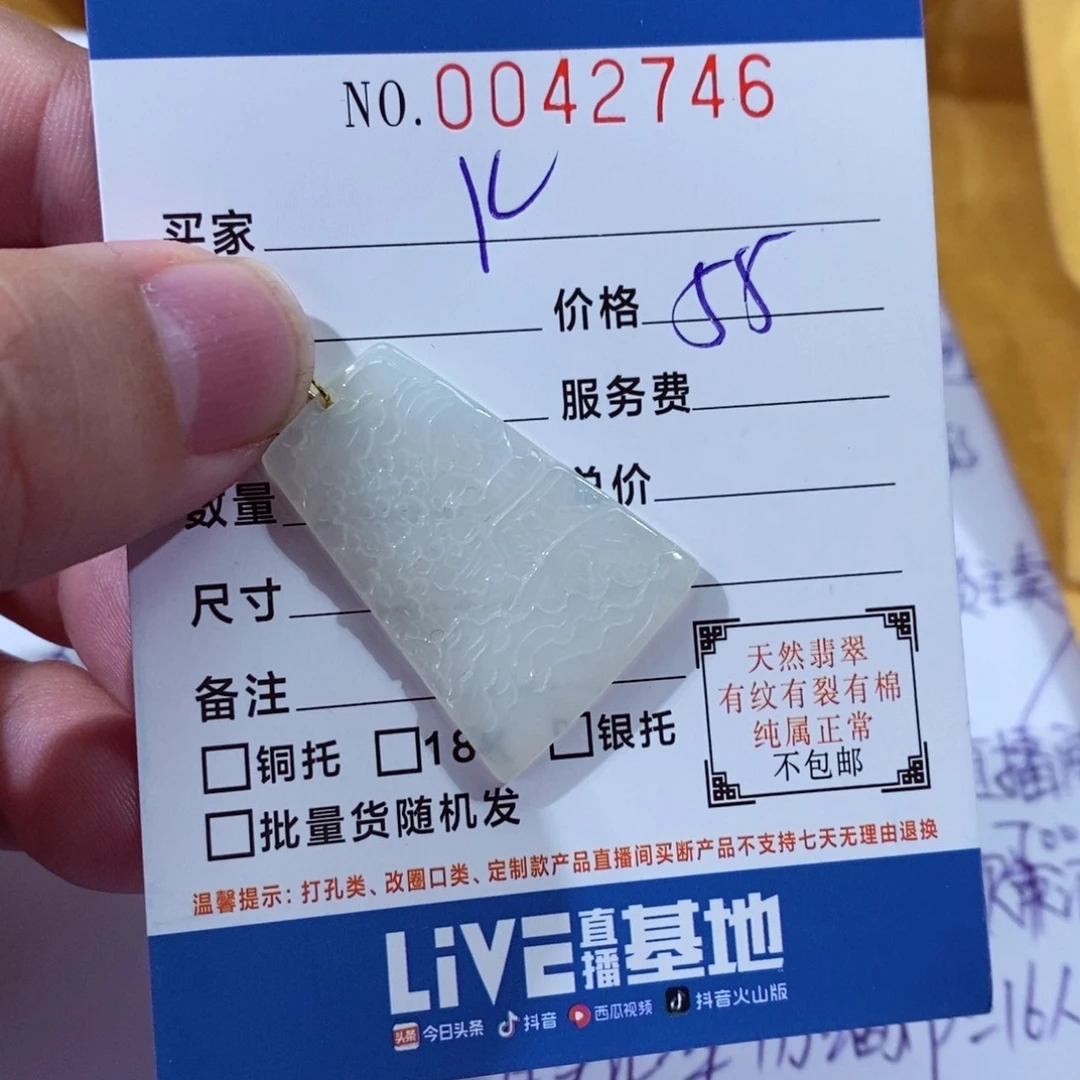 NO.0042746
买家
价格 58
服务费
数量
总价
尺寸
备注
天然翡翠
有纹有裂有棉
纯属正常
不包邮
□铜托 □18 □银托
□批量货随机发
温馨提示：打孔类、改圈口类、定制款产品直播间买断产品不支持七天无理由退换
LiVE直播基地
头条 今日头条 抖音 西瓜视频 抖音火山版